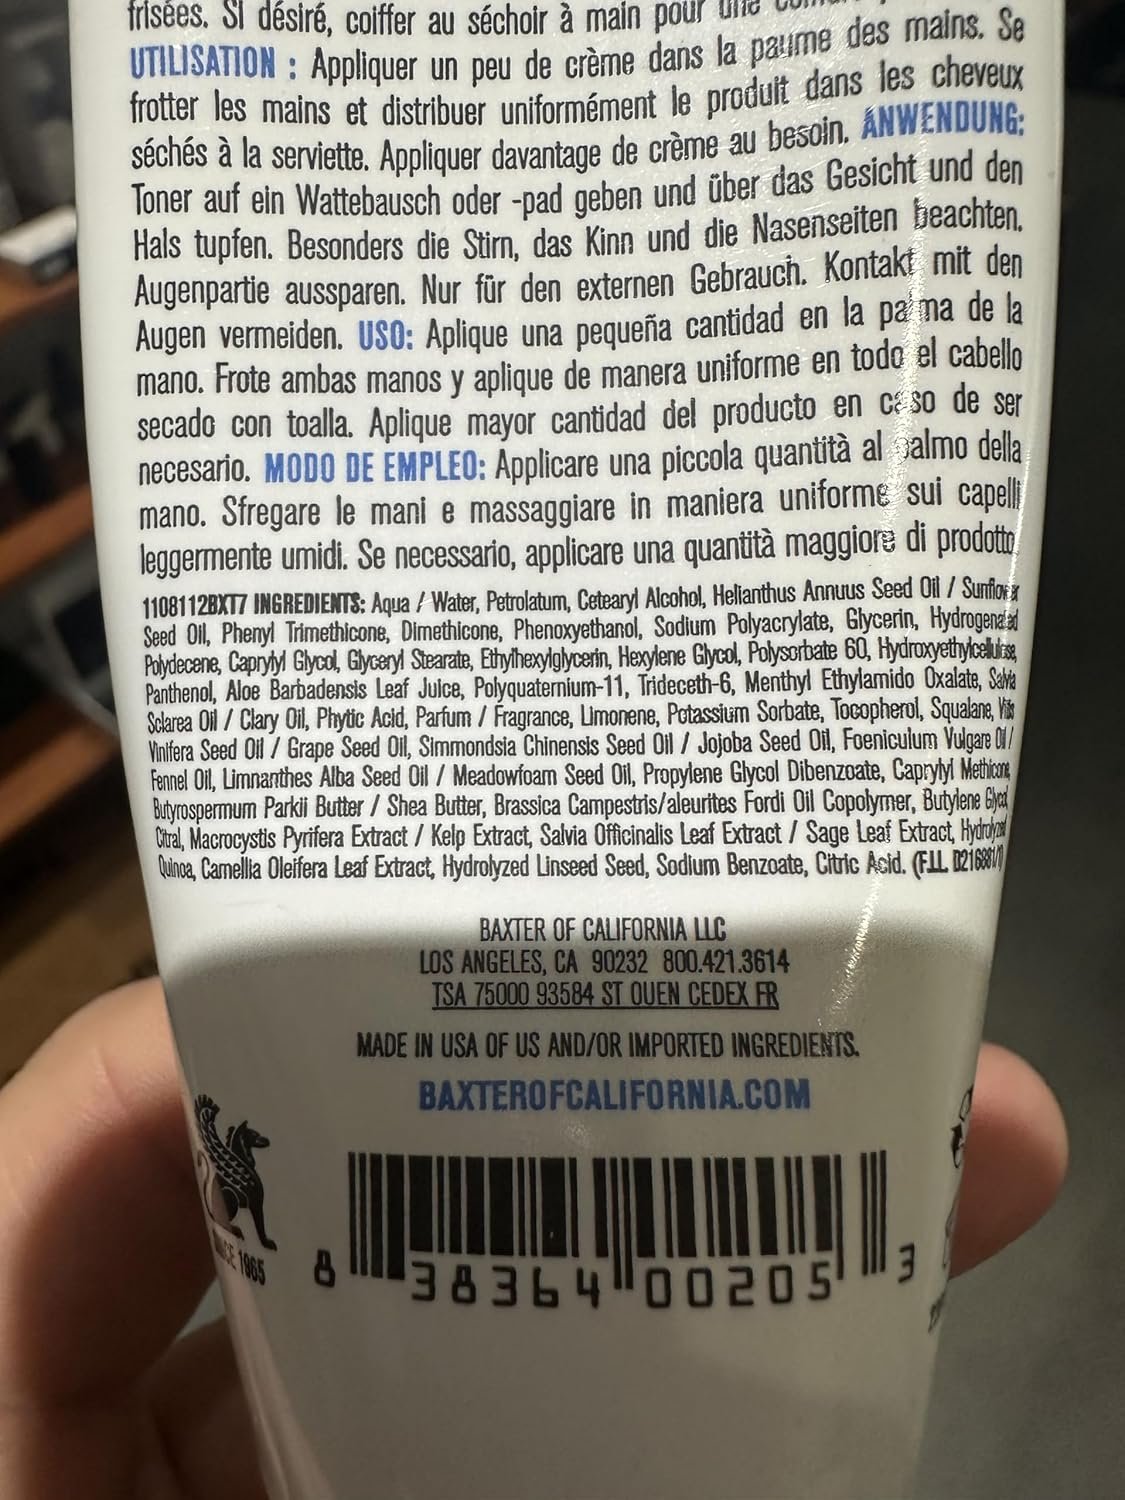 frisées. Si désiré, coiffer au séchoir à main pour une
UTILISATION : Appliquer un peu de crème dans la paume des mains. Se
frotter les mains et distribuer uniformément le produit dans les cheveux
séchés à la serviette. Appliquer davantage de crème au besoin. ANWENDUNG:
Toner auf ein Wattebausch oder -pad geben und über das Gesicht und den
Hals tupfen. Besonders die Stirn, das Kinn und die Nasenseiten beachten.
Augenpartie aussparen. Nur für den externen Gebrauch. Kontakt mit den
Augen vermeiden. USO: Aplique una pequeña cantidad en la palma de la
mano. Frote ambas manos y aplique de manera uniforme en todo el cabello
secado con toalla. Aplique mayor cantidad del producto en caso de ser
necesario. MODO DE EMPLEO: Applicare una piccola quantità al palmo della
mano. Sfregare le mani e massaggiare in maniera uniforme sui capelli
leggermente umidi. Se necessario, applicare una quantità maggiore di prodotto
1108112BXT7 INGREDIENTS: Aqua / Water, Petrolatum, Cetearyl Alcohol, Helianthus Annuus Seed Oil / Sunflower
Seed Oil, Phenyl Trimethicone, Dimethicone, Phenoxyethanol, Sodium Polyacrylate, Glycerin, Hydrogenated
Polydecene, Caprylyl Glycol, Glyceryl Stearate, Ethylhexylglycerin, Hexylene Glycol, Polysorbate 60, Hydroxyethylcellulose,
Panthenol, Aloe Barbadensis Leaf Juice, Polyquaternium-11, Trideceth-6, Menthyl Ethylamido Oxalate, Salvia
Sclarea Oil / Clary Oil, Phytic Acid, Parfum / Fragrance, Limonene, Potassium Sorbate, Tocopherol, Squalane, Vitis
Vinifera Seed Oil / Grape Seed Oil, Simmondsia Chinensis Seed Oil / Jojoba Seed Oil, Foeniculum Vulgare Oil /
Fennel Oil, Limnanthes Alba Seed Oil / Meadowfoam Seed Oil, Propylene Glycol Dibenzoate, Caprylyl Methicone,
Butyrospermum Parkii Butter / Shea Butter, Brassica Campestris/aleurites Fordi Oil Copolymer, Butylene Glycol,
Citral, Macrocystis Pyrifera Extract / Kelp Extract, Salvia Officinalis Leaf Extract / Sage Leaf Extract, Hydrolyzed
Quinoa, Camellia Oleifera Leaf Extract, Hydrolyzed Linseed Seed, Sodium Benzoate, Citric Acid. (F.I.L. D216881/1)
BAXTER OF CALIFORNIA LLC
LOS ANGELES, CA 90232 800.421.3614
TSA 75000 93584 ST OUEN CEDEX FR
MADE IN USA OF US AND/OR IMPORTED INGREDIENTS.
BAXTEROFCALIFORNIA.COM
SINCE 1965
8 38364 00205 3